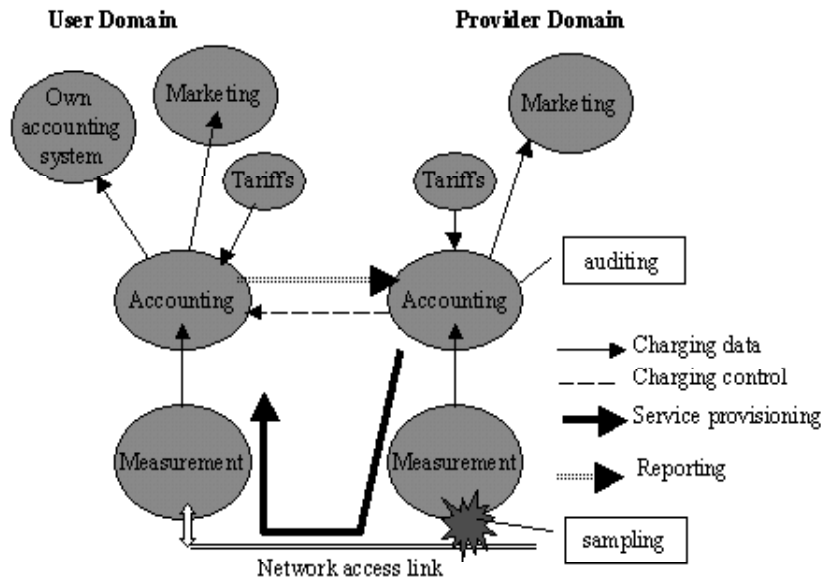 User Domain
Provider Domain
Own
accounting
system
Marketing
Marketing
Tariffs
Tariffs
Accounting
Accounting
auditing
Charging data
Charging control
Service provisioning
Reporting
Measurement
Measurement
sampling
Network access link